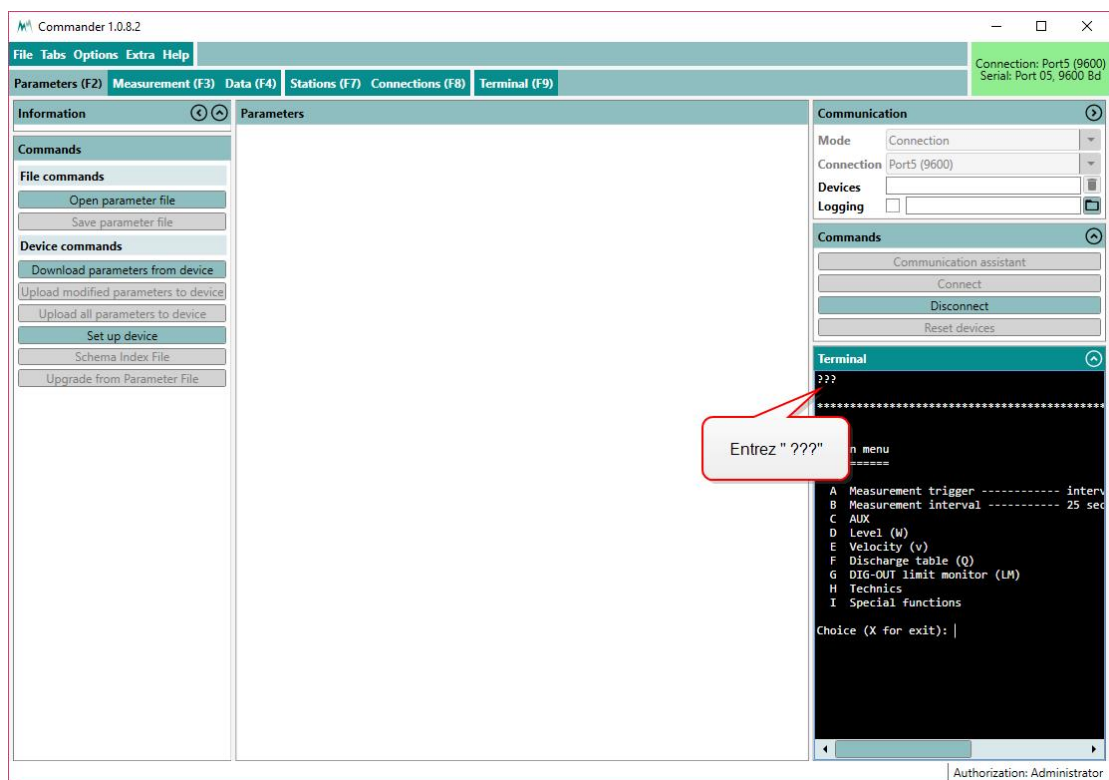 Commander 1.0.8.2
File Tabs Options Extra Help
Connection: Port5 (9600)
Serial: Port 05, 9600 Bd
Parameters (F2) Measurement (F3) Data (F4) Stations (F7) Connections (F8) Terminal (F9)
Information
Commands
File commands
Open parameter file
Save parameter file
Device commands
Download parameters from device
Upload modified parameters to device
Upload all parameters to device
Set up device
Schema Index File
Upgrade from Parameter File
Parameters
Communication
Mode Connection
Connection Port5 (9600)
Devices
Logging
Commands
Communication assistant
Connect
Disconnect
Reset devices
Terminal
???
********************************************
Entrez " ???"
n menu
======
A Measurement trigger ------------ interv
B Measurement interval ----------- 25 sec
C AUX
D Level (W)
E Velocity (v)
F Discharge table (Q)
G DIG-OUT limit monitor (LM)
H Technics
I Special functions
Choice (X for exit): |
Authorization: Administrator